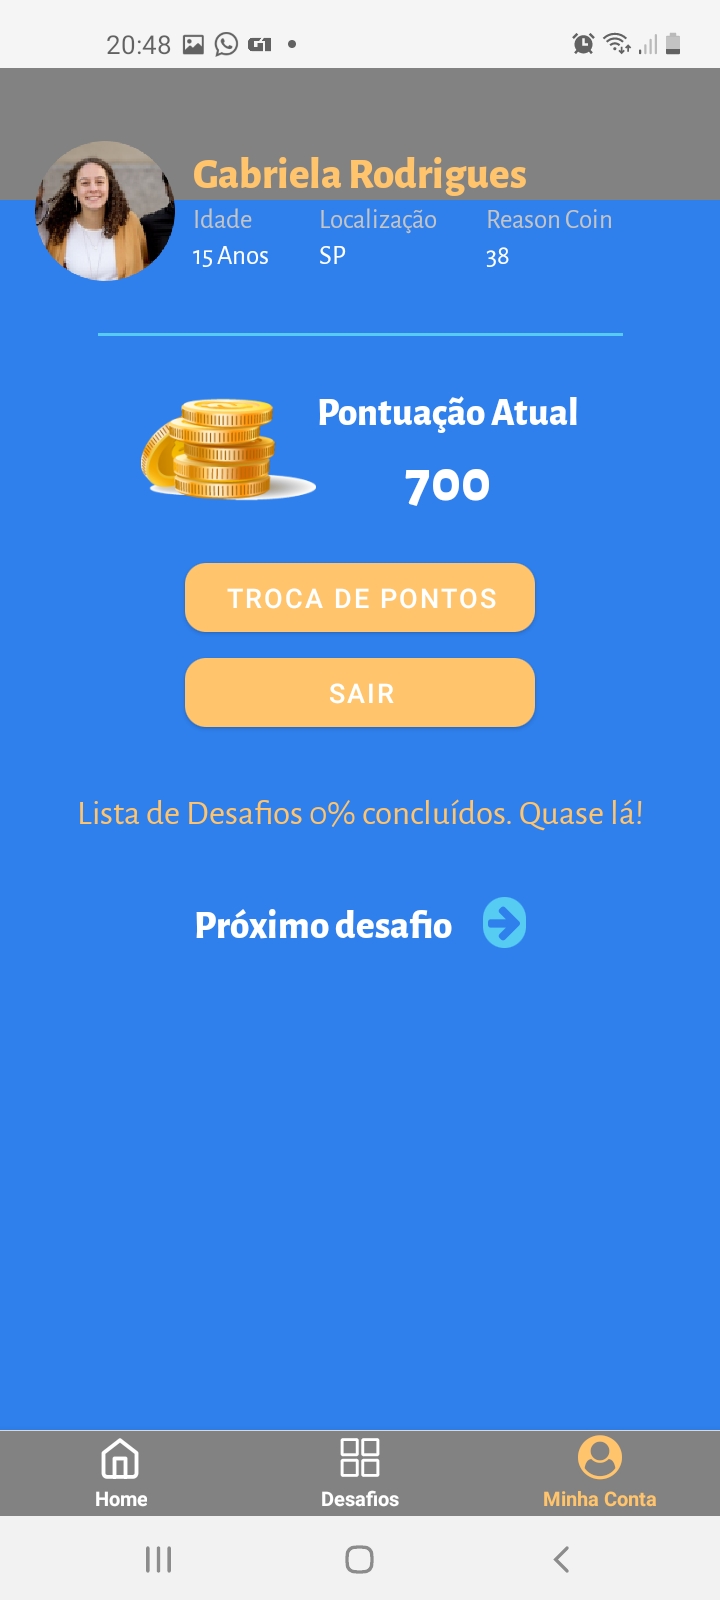 20:48 G1
Gabriela Rodrigues
Idade Localização Reason Coin
15 Anos SP 38
Pontuação Atual
700
TROCA DE PONTOS
SAIR
Lista de Desafios 0% concluídos. Quase lá!
Próximo desafio
Home Desafios Minha Conta